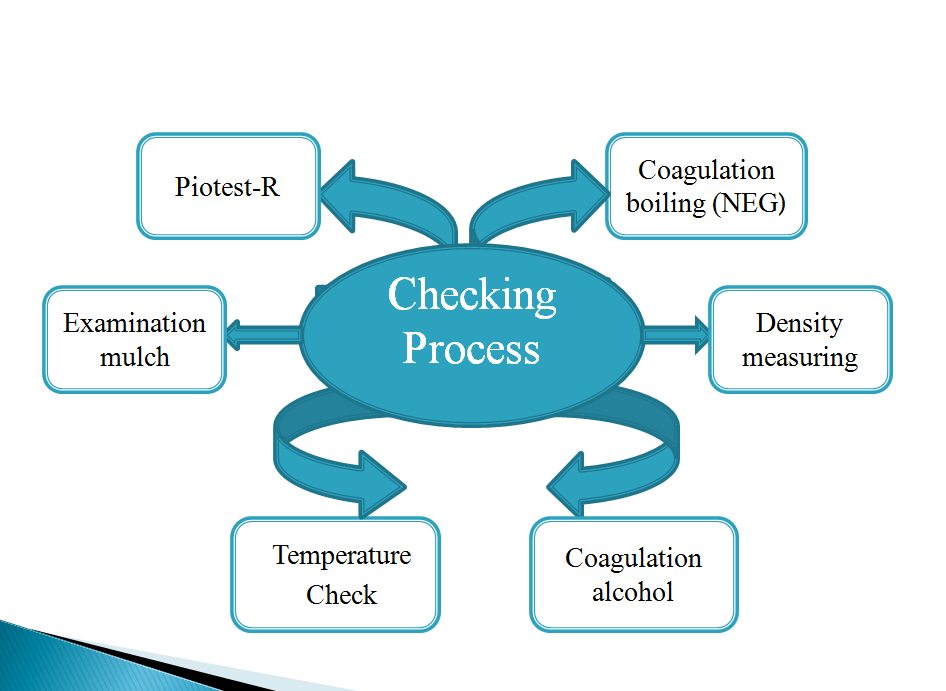 Piotest-R
Coagulation
boiling (NEG)
Checking
Process
Examination
mulch
Density
measuring
Temperature
Check
Coagulation
alcohol